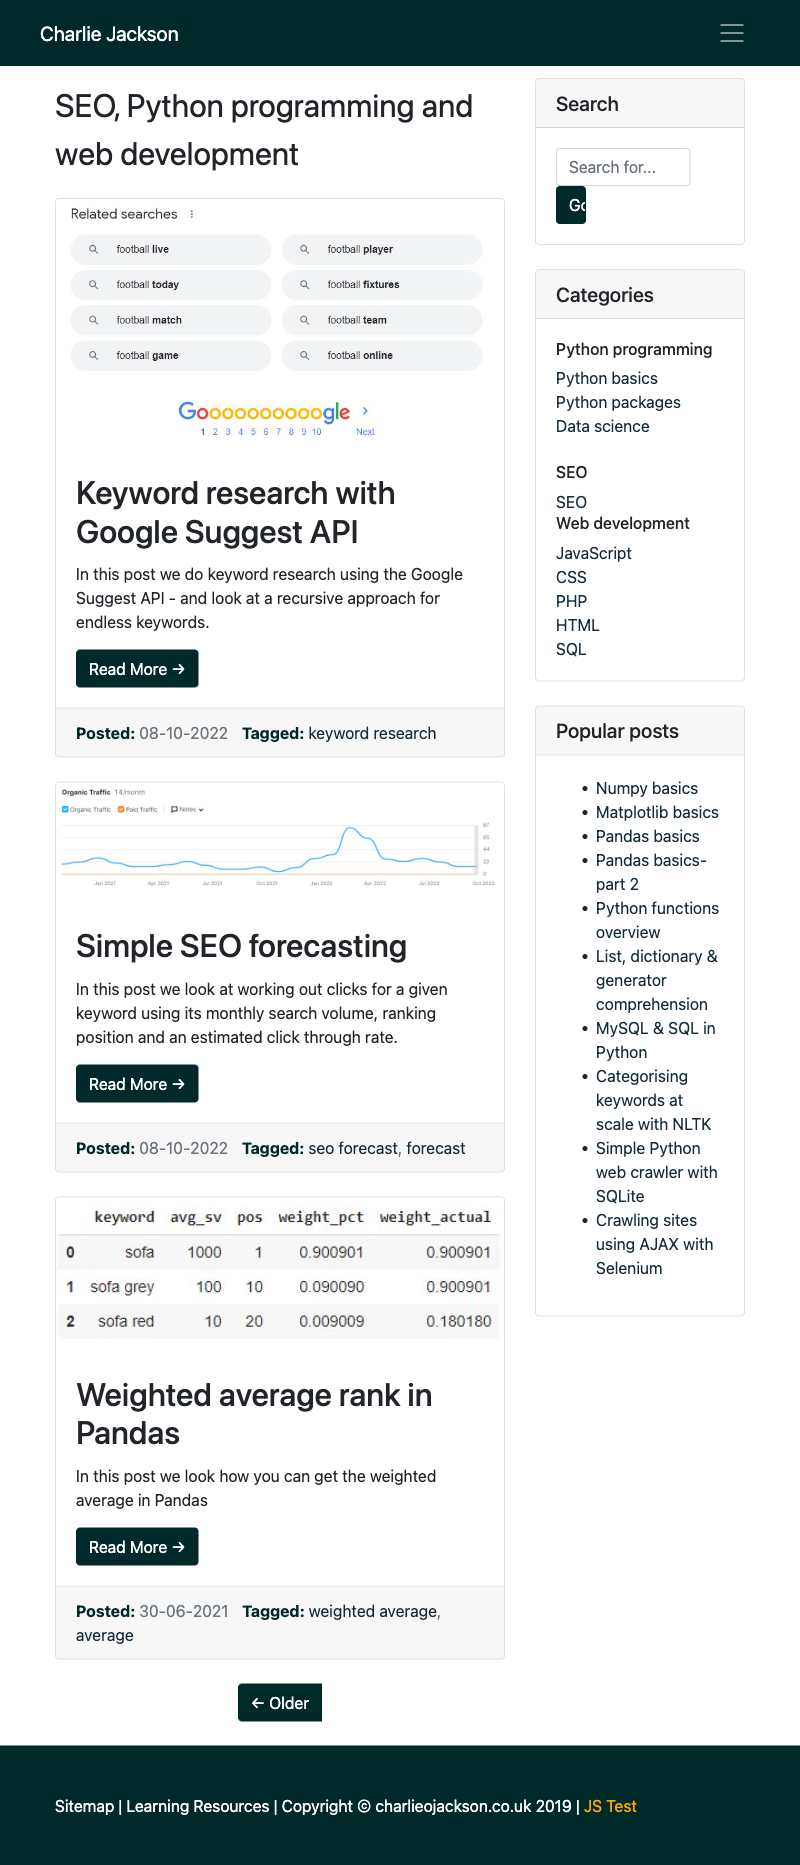 Charlie Jackson
SEO, Python programming and
web development
Related searches
football live
football player
football today
football fixtures
football match
football team
football game
football online
Goooooooooogle >
1 2 3 4 5 6 7 8 9 10 Next
Keyword research with
Google Suggest API
In this post we do keyword research using the Google
Suggest API - and look at a recursive approach for
endless keywords.
Read More →
Posted: 08-10-2022 Tagged: keyword research
Organic Traffic 14/month
Organic Traffic Paid Traffic Notes
87
65
44
22
0
Jan 2021 Apr 2021 Jul 2021 Oct 2021 Jan 2022 Apr 2022 Jul 2022 Oct 2022
Simple SEO forecasting
In this post we look at working out clicks for a given
keyword using its monthly search volume, ranking
position and an estimated click through rate.
Read More →
Posted: 08-10-2022 Tagged: seo forecast, forecast
keyword avg_sv pos weight_pct weight_actual
0 sofa 1000 1 0.900901 0.900901
1 sofa grey 100 10 0.090090 0.900901
2 sofa red 10 20 0.009009 0.180180
Weighted average rank in
Pandas
In this post we look how you can get the weighted
average in Pandas
Read More →
Posted: 30-06-2021 Tagged: weighted average,
average
← Older
Search
Search for...
Go
Categories
Python programming
Python basics
Python packages
Data science
SEO
SEO
Web development
JavaScript
CSS
PHP
HTML
SQL
Popular posts
• Numpy basics
• Matplotlib basics
• Pandas basics
• Pandas basics-
part 2
• Python functions
overview
• List, dictionary &
generator
comprehension
• MySQL & SQL in
Python
• Categorising
keywords at
scale with NLTK
• Simple Python
web crawler with
SQLite
• Crawling sites
using AJAX with
Selenium
Sitemap | Learning Resources | Copyright © charlieojackson.co.uk 2019 | JS Test